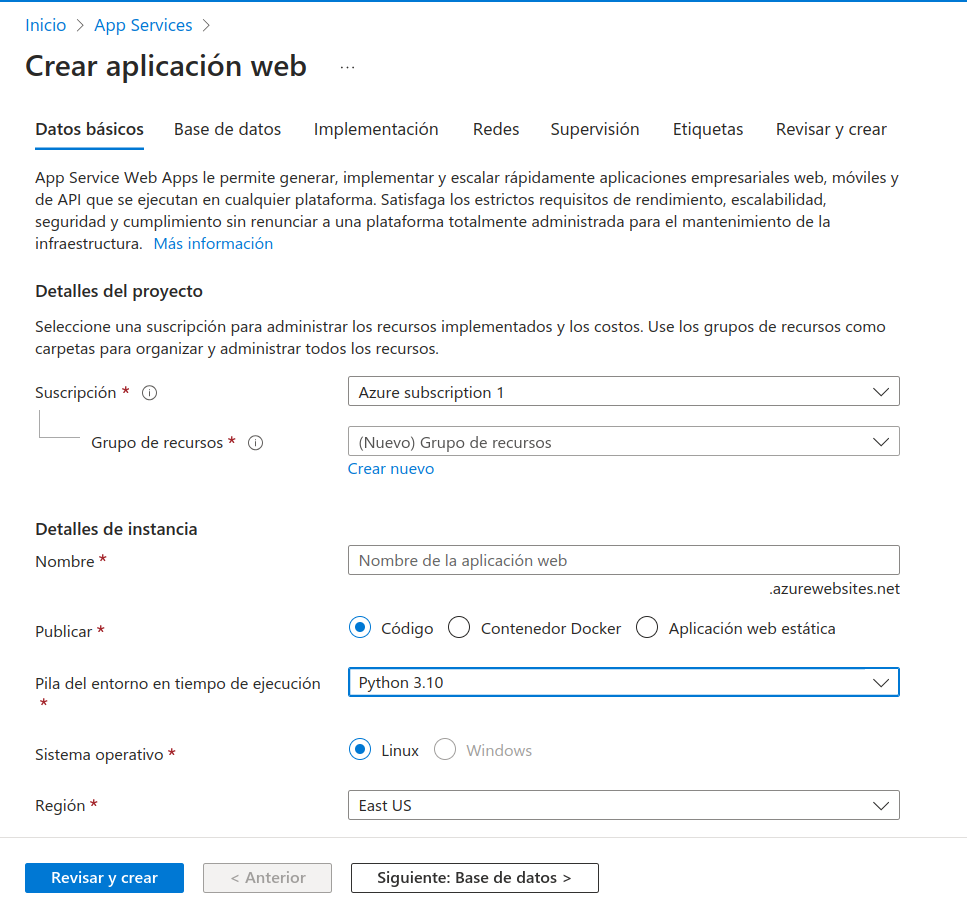 Inicio > App Services >
Crear aplicación web ...
Datos básicos Base de datos Implementación Redes Supervisión Etiquetas Revisar y crear
App Service Web Apps le permite generar, implementar y escalar rápidamente aplicaciones empresariales web, móviles y
de API que se ejecutan en cualquier plataforma. Satisfaga los estrictos requisitos de rendimiento, escalabilidad,
seguridad y cumplimiento sin renunciar a una plataforma totalmente administrada para el mantenimiento de la
infraestructura. Más información
Detalles del proyecto
Seleccione una suscripción para administrar los recursos implementados y los costos. Use los grupos de recursos como
carpetas para organizar y administrar todos los recursos.
Suscripción * Azure subscription 1
Grupo de recursos * (Nuevo) Grupo de recursos
Crear nuevo
Detalles de instancia
Nombre * Nombre de la aplicación web
.azurewebsites.net
Publicar * Código Contenedor Docker Aplicación web estática
Pila del entorno en tiempo de ejecución Python 3.10
*
Sistema operativo * Linux Windows
Región * East US
Revisar y crear < Anterior Siguiente: Base de datos >